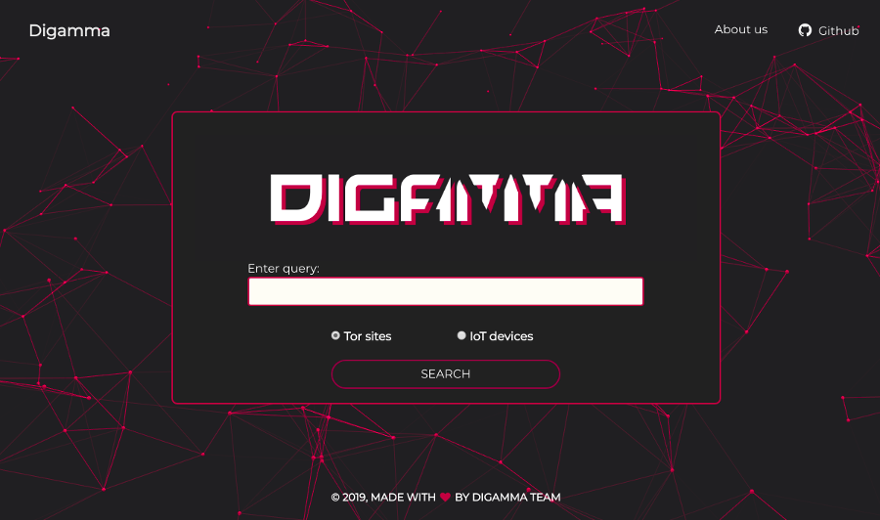 Digamma
About us
Github
DIGAMMA
Enter query:
Tor sites
IoT devices
SEARCH
© 2019, MADE WITH ❤ BY DIGAMMA TEAM